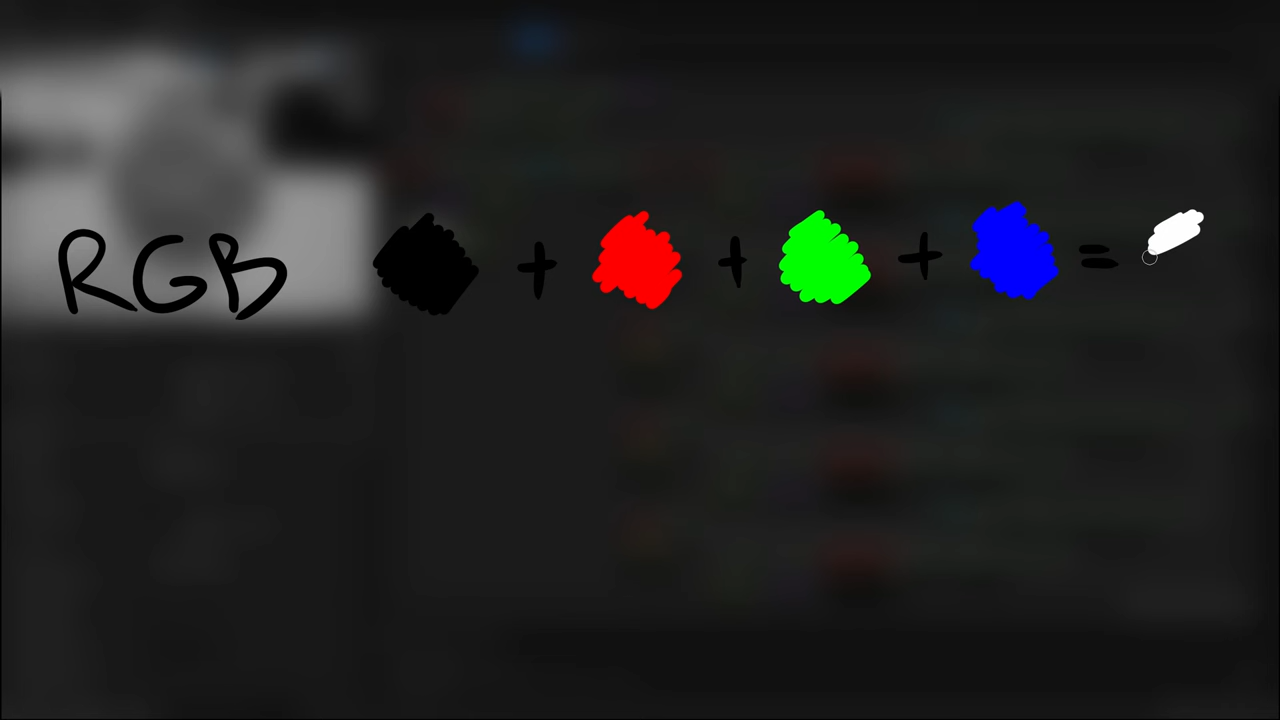 RGB + + + =